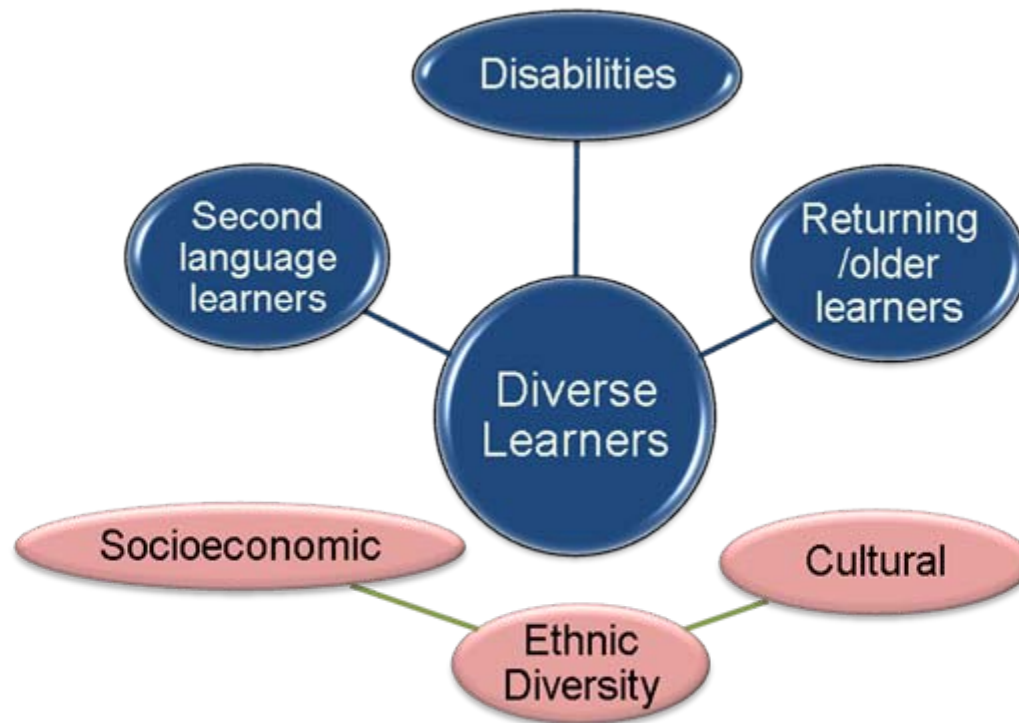 Disabilities
Second
language
learners
Returning
/older
learners
Diverse
Learners
Socioeconomic
Cultural
Ethnic
Diversity